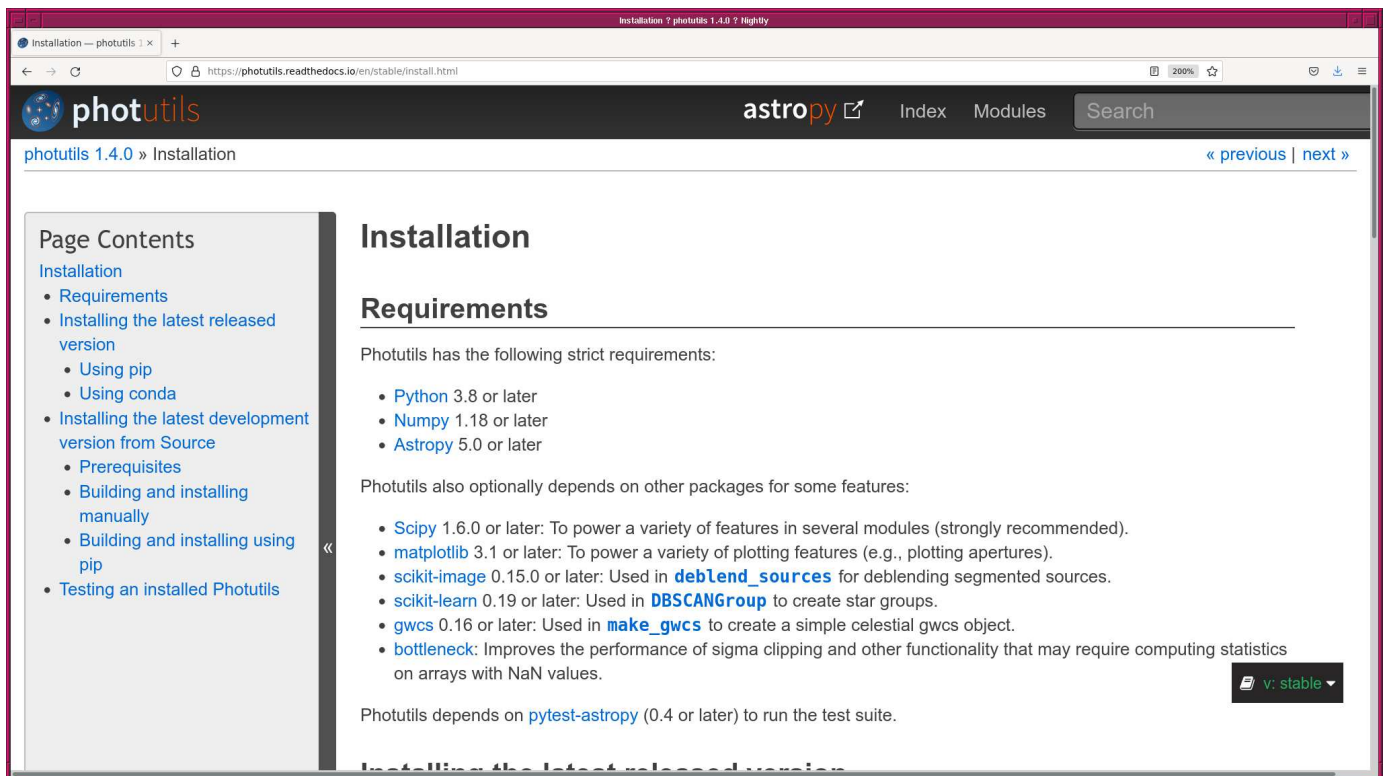 Installation ? photutils 1.4.0 ? Nightly
Installation — photutils 1
https://photutils.readthedocs.io/en/stable/install.html
200%
photutils
astropy
Index
Modules
Search
photutils 1.4.0 » Installation
« previous | next »
Page Contents
Installation
Requirements
Installing the latest released
version
Using pip
Using conda
Installing the latest development
version from Source
Prerequisites
Building and installing
manually
Building and installing using
pip
Testing an installed Photutils
«
Installation
Requirements
Photutils has the following strict requirements:
Python 3.8 or later
Numpy 1.18 or later
Astropy 5.0 or later
Photutils also optionally depends on other packages for some features:
Scipy 1.6.0 or later: To power a variety of features in several modules (strongly recommended).
matplotlib 3.1 or later: To power a variety of plotting features (e.g., plotting apertures).
scikit-image 0.15.0 or later: Used in deblend_sources for deblending segmented sources.
scikit-learn 0.19 or later: Used in DBSCANGroup to create star groups.
gwcs 0.16 or later: Used in make_gwcs to create a simple celestial gwcs object.
bottleneck: Improves the performance of sigma clipping and other functionality that may require computing statistics
on arrays with NaN values.
v: stable
Photutils depends on pytest-astropy (0.4 or later) to run the test suite.
Installing the latest released version